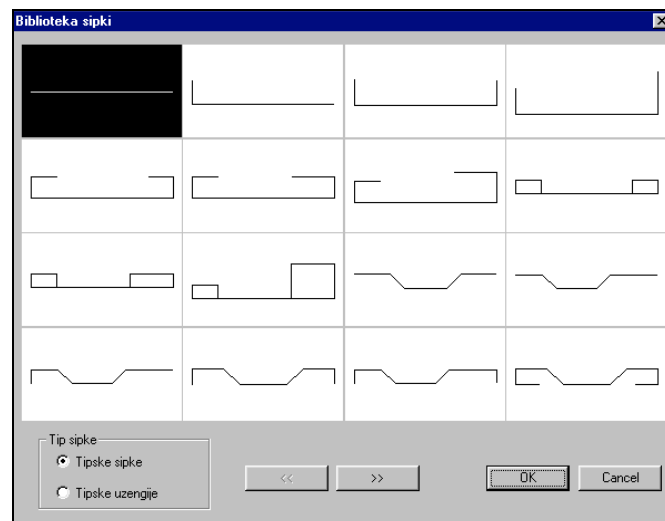 Biblioteka sipki
Tip sipke
Tipske sipke
Tipske uzengije
<<
>>
OK
Cancel